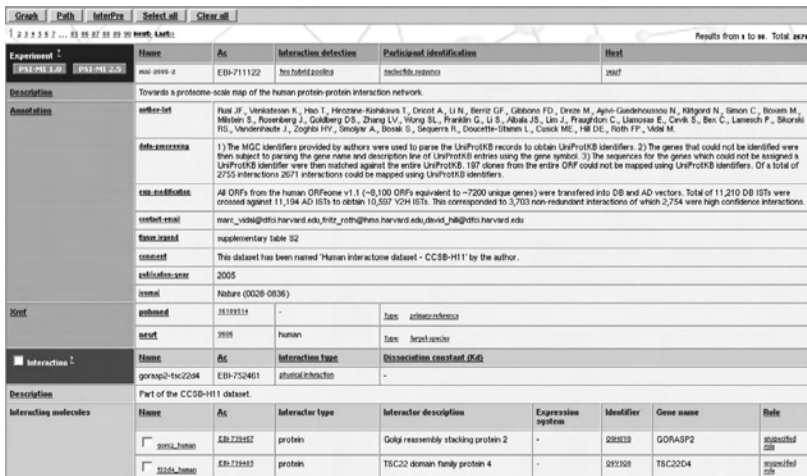 Graph Path InterPro Select all Clear all
1 2 3 4 5 6 7 ... 85 86 87 88 89 90 Next> Last>>
Results from 1 to 30. Total: 2671
Experiment ? Name Ac Interaction detection Participant identification Host
PSI-MI 1.0 PSI-MI 2.5 rual-2005-2 EBI-711122 two hybrid pooling nucleotide sequence yeast
Description Towards a proteome-scale map of the human protein-protein interaction network.
Annotation author-list Rual JF., Venkatesan K., Hao T., Hirozane-Kishikawa T., Dricot A., Li N., Berriz GF., Gibbons FD., Dreze M., Ayivi-Guedehoussou N., Klitgord N., Simon C., Boxem M.,
Milstein S., Rosenberg J., Goldberg DS., Zhang LV., Wong SL., Franklin G., Li S., Albala JS., Lim J., Fraughton C., Llamosas E., Cevik S., Bex C., Lamesch P., Sikorski
RS., Vandenhaute J., Zoghbi HY., Smolyar A., Bosak S., Sequerra R., Doucette-Stamm L., Cusick ME., Hill DE., Roth FP., Vidal M.
data-processing 1) The MGC identifiers provided by authors were used to parse the UniProtKB records to obtain UniProtKB identifiers. 2) The genes that could not be identified were
then subject to parsing the gene name and description line of UniProtKB entries using the gene symbol. 3) The sequences for the genes which could not be assigned a
UniProtKB identifier were then matched against the entire UniProtKB. 197 clones from the entire ORF could not be mapped using UniProtKB identifiers. Of a total of
2755 interactions 2671 interactions could be mapped using UniProtKB identifiers.
exp-modification All ORFs from the human ORFeome v1.1 (~8,100 ORFs equivalent to ~7200 unique genes) were transfered into DB and AD vectors. Total of 11,210 DB ISTs were
crossed against 11,194 AD ISTs to obtain 10,597 Y2H ISTs. This corresponded to 3,703 non-redundant interactions of which 2,754 were high confidence interactions.
contact-email marc_vidal@dfci.harvard.edu,fritz_roth@hms.harvard.edu,david_hill@dfci.harvard.edu
figure legend supplementary table S2
comment This dataset has been named 'Human interactome dataset - CCSB-H11' by the author.
publication-year 2005
journal Nature (0028-0836)
Xref pubmed 16189514 - Type primary-reference
newt 9606 human Type target-species
Interaction ? Name Ac Interaction type Dissociation constant (Kd)
gorasp2-tsc22d4 EBI-752461 physical interaction -
Description Part of the CCSB-H11 dataset.
Interacting molecules Name Ac Interactor type Interactor description Expression system Identifier Gene name Role
gors2_human EBI-739467 protein Golgi reassembly stacking protein 2 - Q9H8Y8 GORASP2 unspecified role
t22d4_human EBI-739485 protein TSC22 domain family protein 4 - Q9Y3Q8 TSC22D4 unspecified role